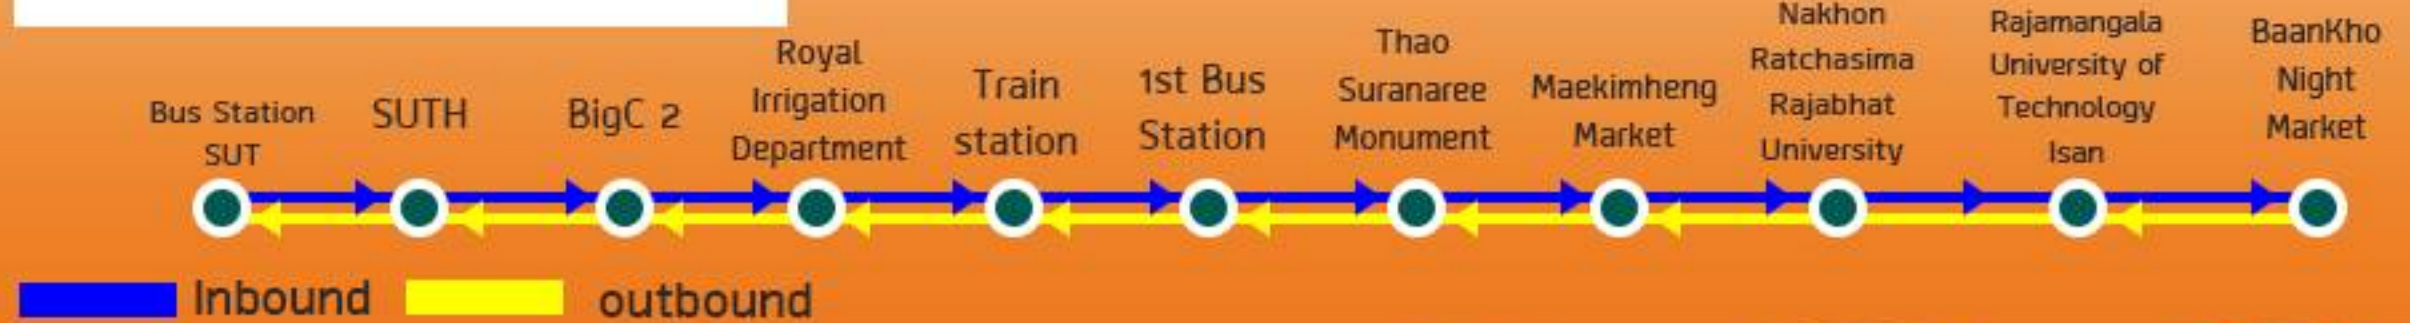 Bus Station
SUT
SUTH
BigC 2
Royal
Irrigation
Department
Train
station
1st Bus
Station
Thao
Suranaree
Monument
Maekimheng
Market
Nakhon
Ratchasima
Rajabhat
University
Rajamangala
University of
Technology
Isan
BaanKho
Night
Market
Inbound
outbound